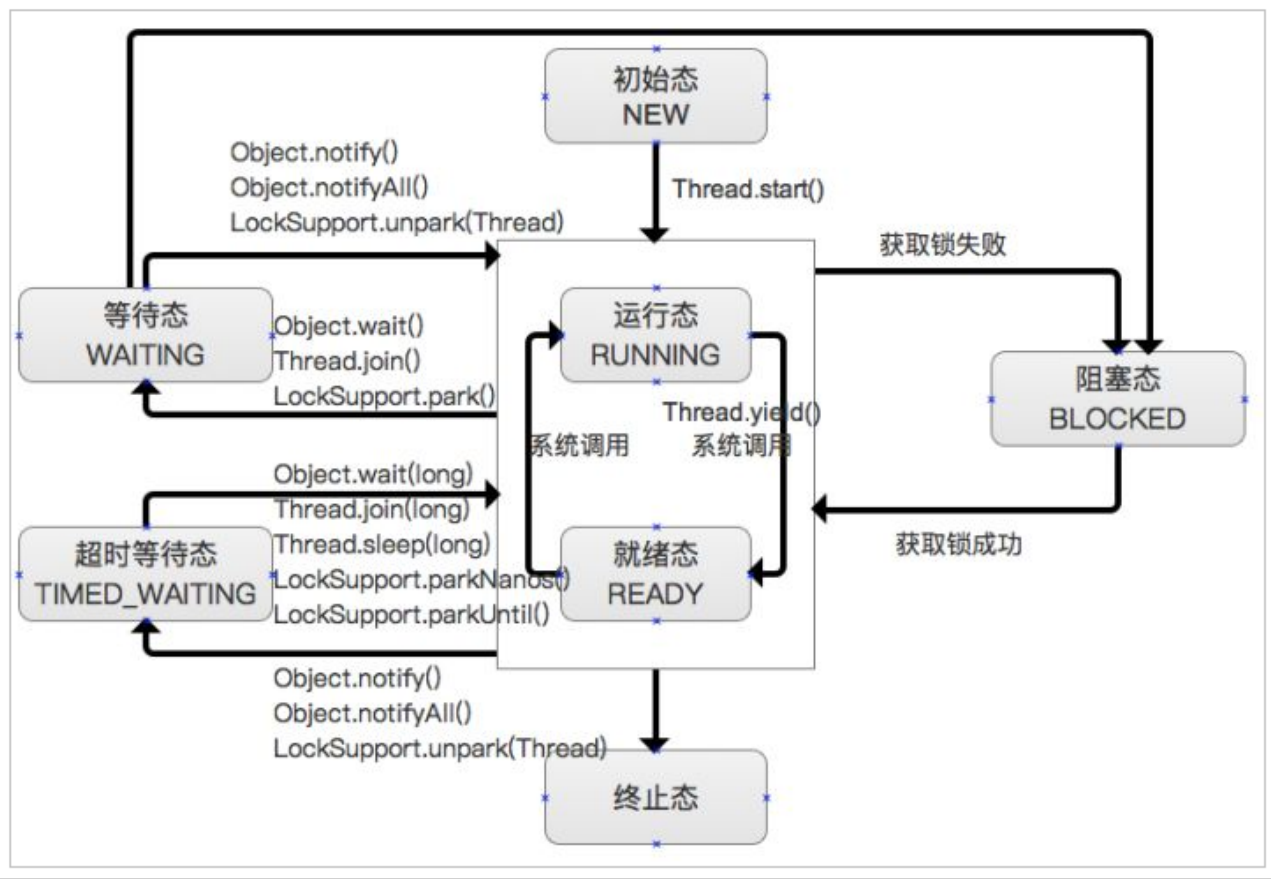 初始态
NEW
Object.notify()
Object.notifyAll()
LockSupport.unpark(Thread)
Thread.start()
获取锁失败
等待态
WAITING
Object.wait()
Thread.join()
LockSupport.park()
运行态
RUNNING
阻塞态
BLOCKED
Thread.yield()
系统调用
系统调用
Object.wait(long)
Thread.join(long)
Thread.sleep(long)
LockSupport.parkNanos()
LockSupport.parkUntil()
超时等待态
TIMED_WAITING
就绪态
READY
获取锁成功
Object.notify()
Object.notifyAll()
LockSupport.unpark(Thread)
终止态